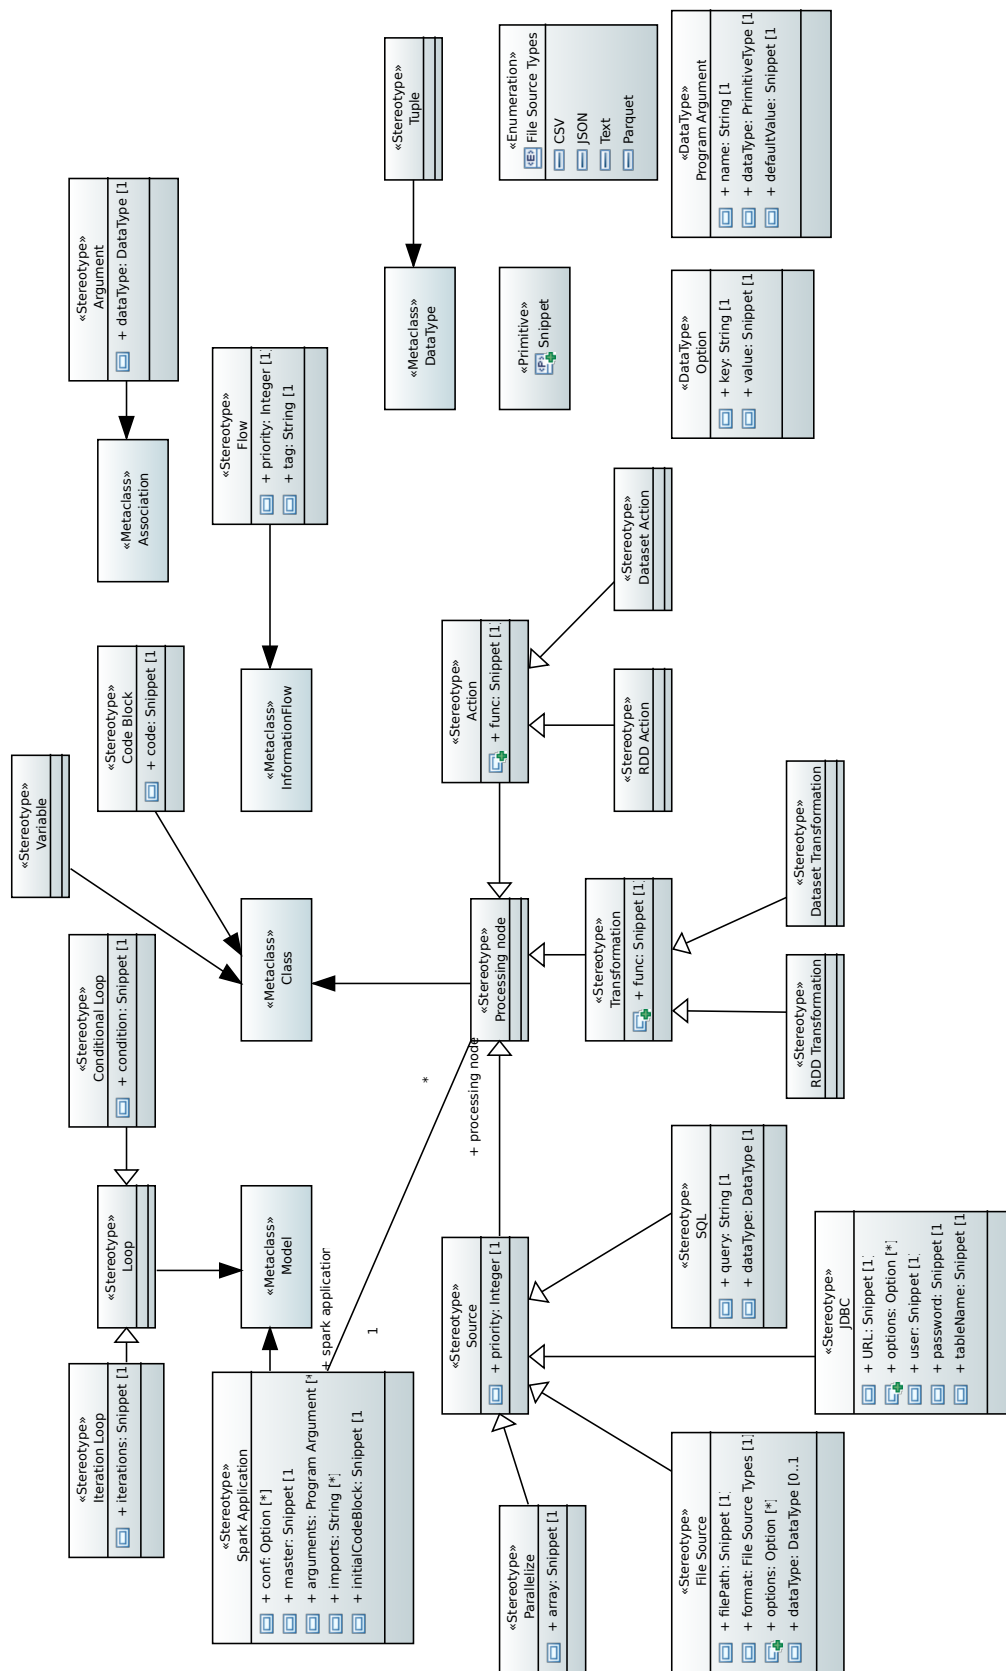 «Stereotype»
Variable
«Stereotype»
Iteration Loop
+ iterations: Snippet [1
«Stereotype»
Loop
«Stereotype»
Conditional Loop
+ condition: Snippet [1
«Stereotype»
Code Block
+ code: Snippet [1
«Metaclass»
Association
«Stereotype»
Argument
+ dataType: DataType [1
«Stereotype»
Spark Application
+ conf: Option [*]
+ master: Snippet [1
+ arguments: Program Argument [*
+ imports: String [*]
+ initialCodeBlock: Snippet [1
«Metaclass»
Model
«Metaclass»
Class
«Metaclass»
InformationFlow
«Stereotype»
Flow
+ priority: Integer [1
+ tag: String [1
+ spark application
1
*
+ processing node
«Metaclass»
DataType
«Stereotype»
Tuple
«Stereotype»
Source
+ priority: Integer [1
«Stereotype»
Processing node
«Stereotype»
Action
+ func: Snippet [1
«Stereotype»
Parallelize
+ array: Snippet [1
«Primitive»
<P> Snippet
«Enumeration»
<E> File Source Types
CSV
JSON
Text
Parquet
«Stereotype»
Transformation
+ func: Snippet [1
«Stereotype»
RDD Action
«Stereotype»
Dataset Action
«Stereotype»
File Source
+ filePath: Snippet [1
+ format: File Source Types [1
+ options: Option [*]
+ dataType: DataType [0..1
«Stereotype»
SQL
+ query: String [1
+ dataType: DataType [1
«DataType»
Option
+ key: String [1
+ value: Snippet [1
«DataType»
Program Argument
+ name: String [1
+ dataType: PrimitiveType [1
+ defaultValue: Snippet [1
«Stereotype»
RDD Transformation
«Stereotype»
Dataset Transformation
«Stereotype»
JDBC
+ URL: Snippet [1
+ options: Option [*]
+ user: Snippet [1
+ password: Snippet [1
+ tableName: Snippet [1